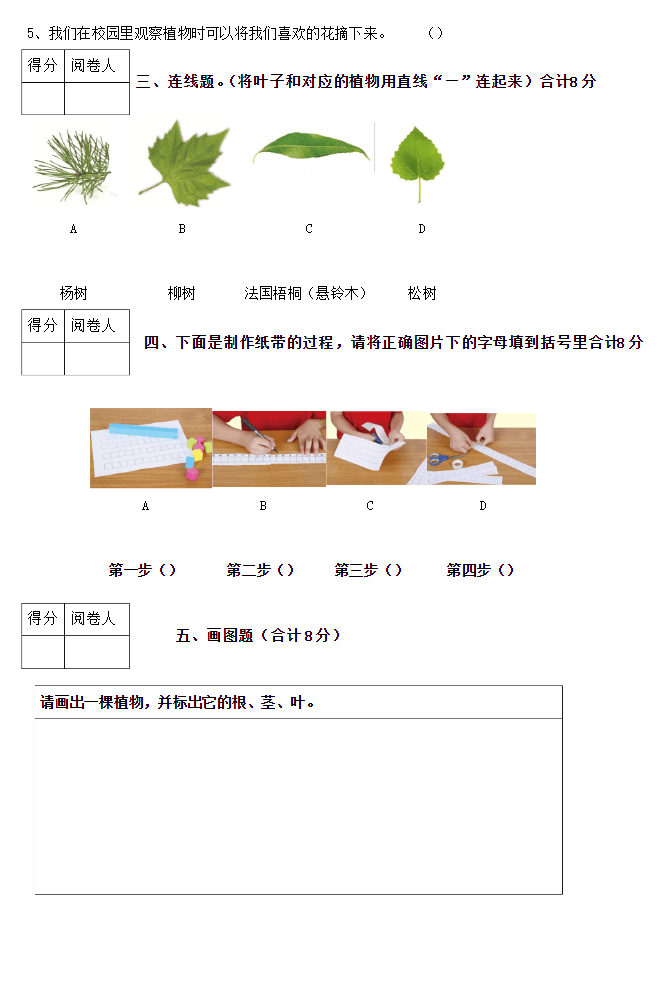 5、我们在校园里观察植物时可以将我们喜欢的花摘下来。 （）
得分 阅卷人
三、连线题。（将叶子和对应的植物用直线“—”连起来）合计8 分
A B C D
杨树 柳树 法国梧桐（悬铃木） 松树
得分 阅卷人
四、下面是制作纸带的过程，请将正确图片下的字母填到括号里合计8 分
A B C D
第一步（） 第二步（） 第三步（） 第四步（）
得分 阅卷人
五、画图题（合计 8 分）
请画出一棵植物，并标出它的根、茎、叶。